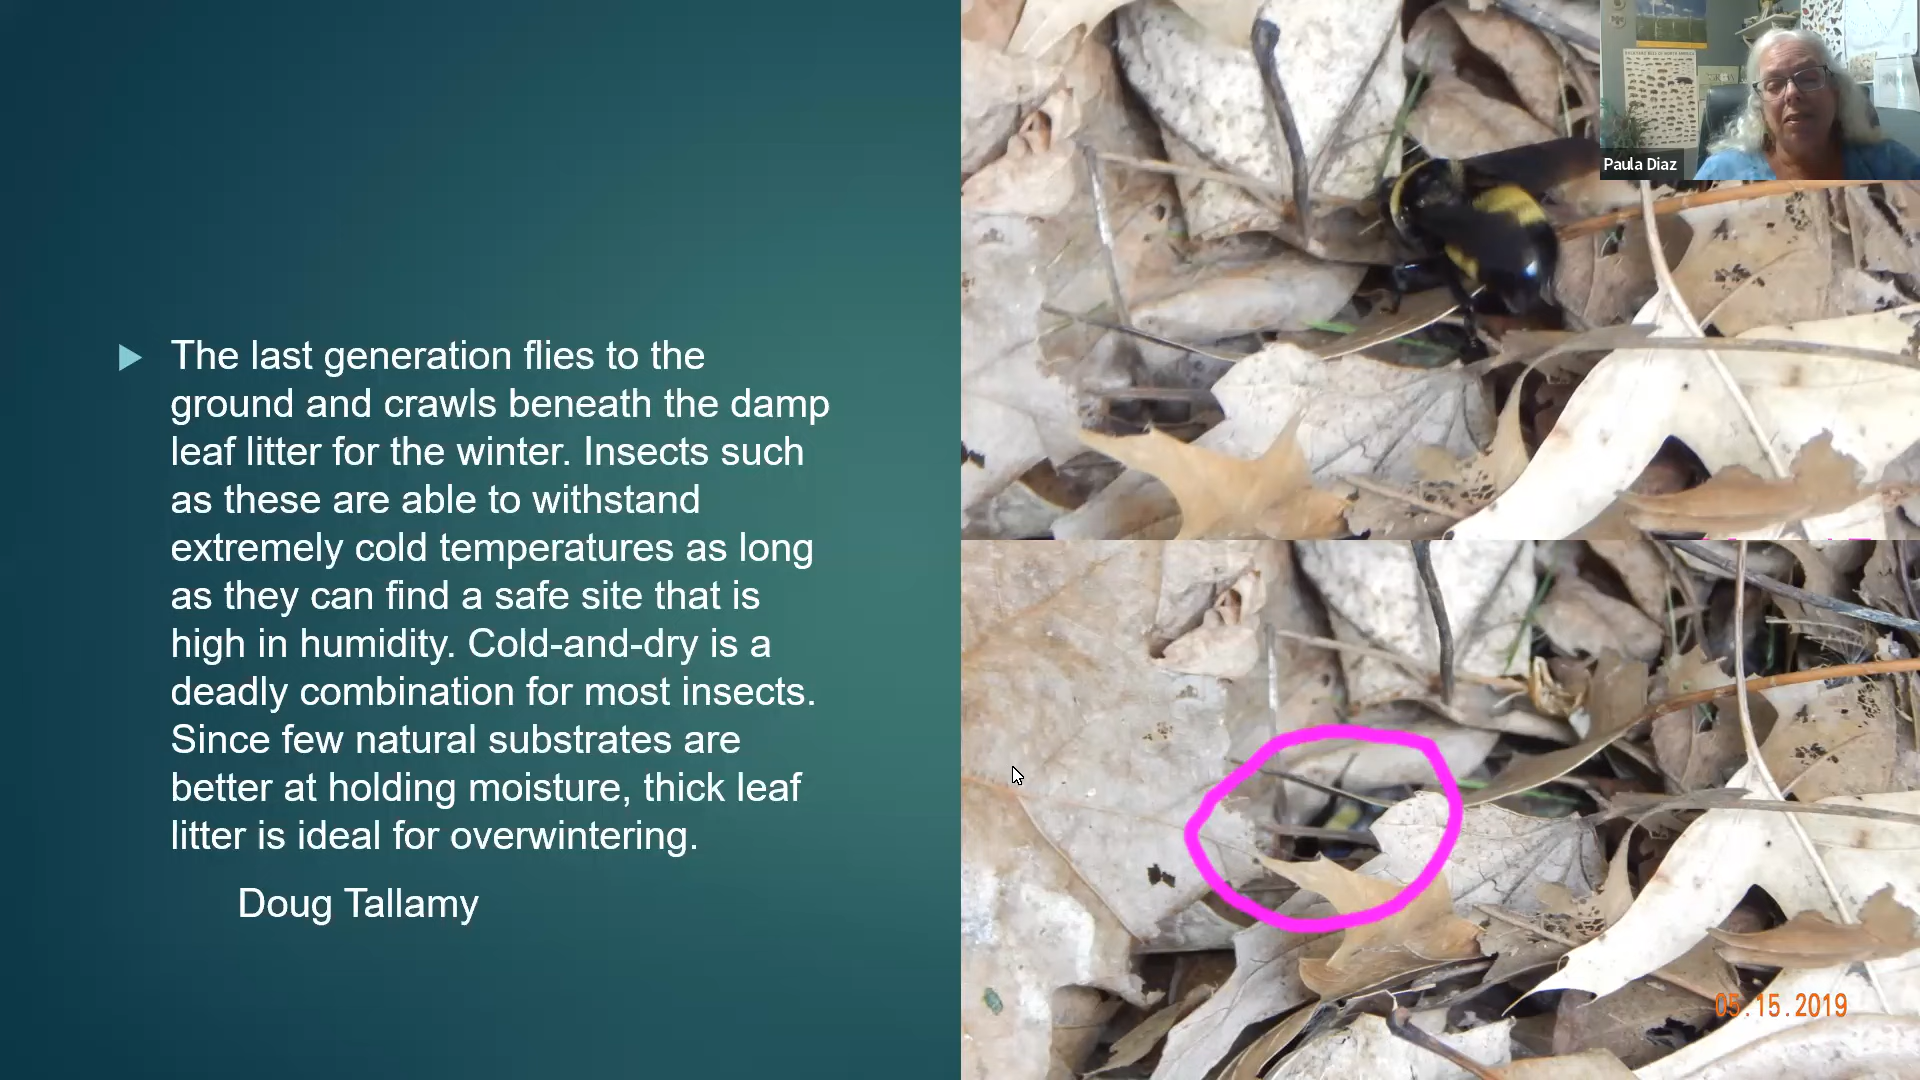 The last generation flies to the
ground and crawls beneath the damp
leaf litter for the winter. Insects such
as these are able to withstand
extremely cold temperatures as long
as they can find a safe site that is
high in humidity. Cold-and-dry is a
deadly combination for most insects.
Since few natural substrates are
better at holding moisture, thick leaf
litter is ideal for overwintering.
Doug Tallamy
Paula Diaz
05.15.2019